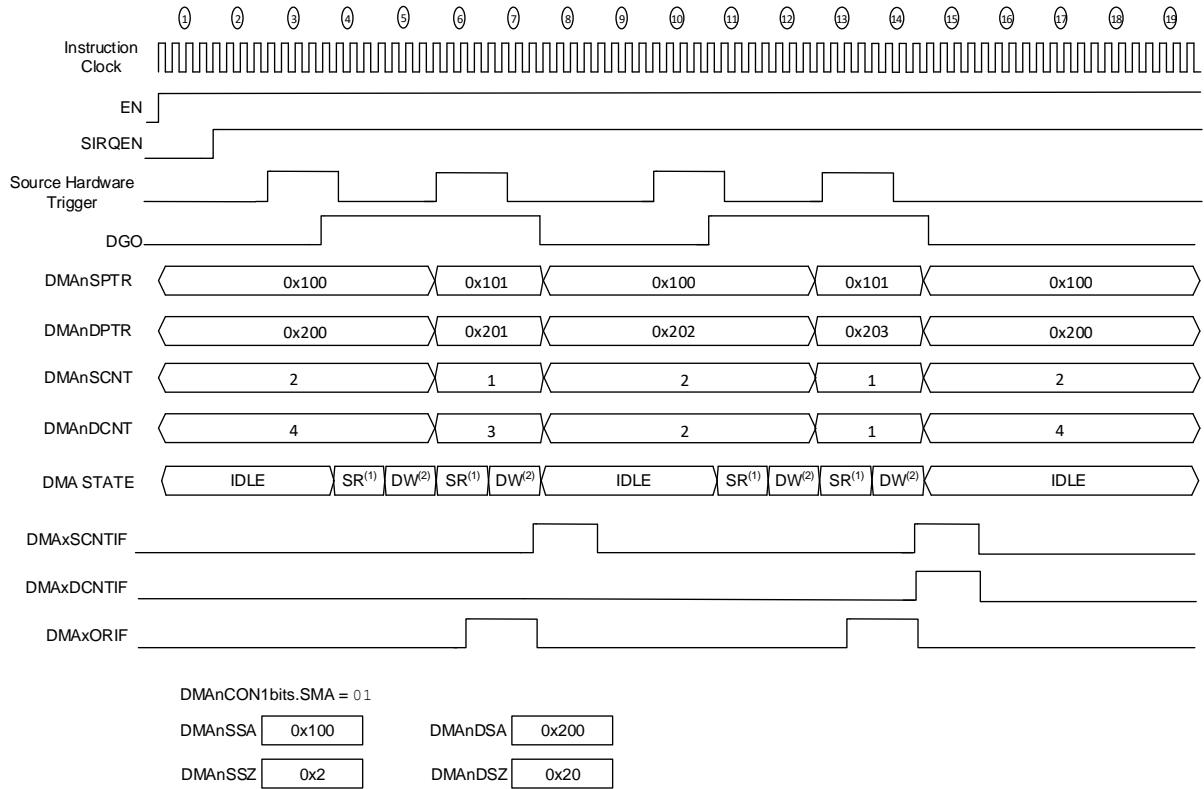 1 2 3 4 5 6 7 8 9 10 11 12 13 14 15 16 17 18 19
Instruction
Clock
EN
SIRQEN
Source Hardware
Trigger
DGO
DMAnSPTR 0x100 0x101 0x100 0x101 0x100
DMAnDPTR 0x200 0x201 0x202 0x203 0x200
DMAnSCNT 2 1 2 1 2
DMAnDCNT 4 3 2 1 4
DMA STATE IDLE SR(1) DW(2) SR(1) DW(2) IDLE SR(1) DW(2) SR(1) DW(2) IDLE
DMAxSCNTIF
DMAxDCNTIF
DMAxORIF
DMAnCON1bits.SMA = 01
DMAnSSA 0x100 DMAnDSA 0x200
DMAnSSZ 0x2 DMAnDSZ 0x20